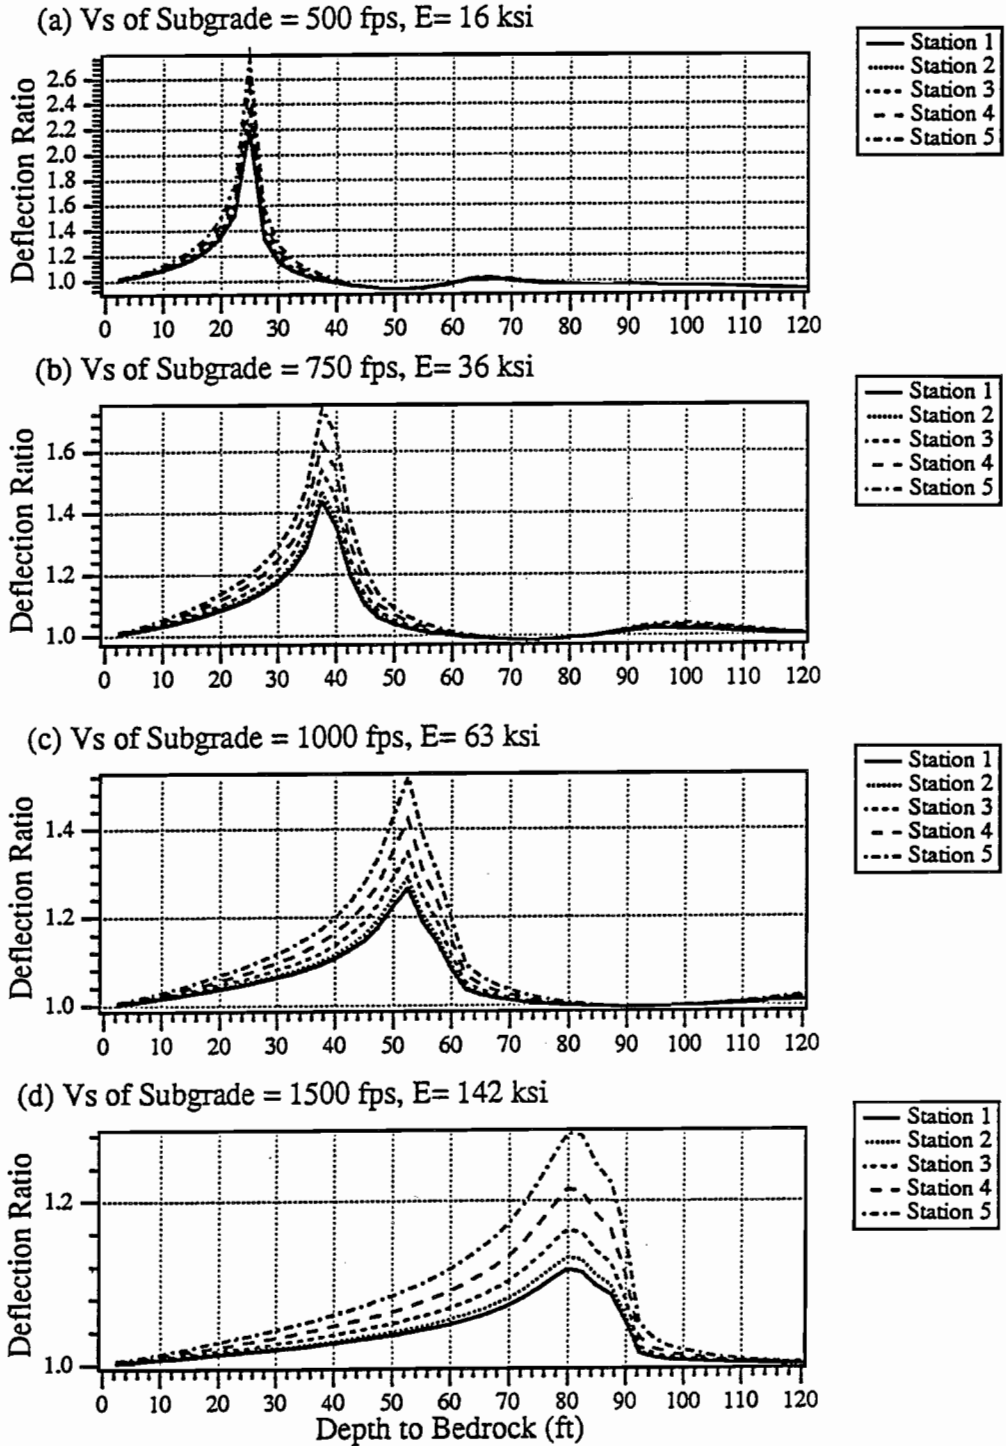 (a) Vs of Subgrade = 500 fps, E= 16 ksi
Deflection Ratio
2.6
2.4
2.2
2.0
1.8
1.6
1.4
1.2
1.0
0 10 20 30 40 50 60 70 80 90 100 110 120
Station 1
Station 2
Station 3
Station 4
Station 5
(b) Vs of Subgrade = 750 fps, E= 36 ksi
Deflection Ratio
1.6
1.4
1.2
1.0
0 10 20 30 40 50 60 70 80 90 100 110 120
Station 1
Station 2
Station 3
Station 4
Station 5
(c) Vs of Subgrade = 1000 fps, E= 63 ksi
Deflection Ratio
1.4
1.2
1.0
0 10 20 30 40 50 60 70 80 90 100 110 120
Station 1
Station 2
Station 3
Station 4
Station 5
(d) Vs of Subgrade = 1500 fps, E= 142 ksi
Deflection Ratio
1.2
1.0
0 10 20 30 40 50 60 70 80 90 100 110 120
Depth to Bedrock (ft)
Station 1
Station 2
Station 3
Station 4
Station 5